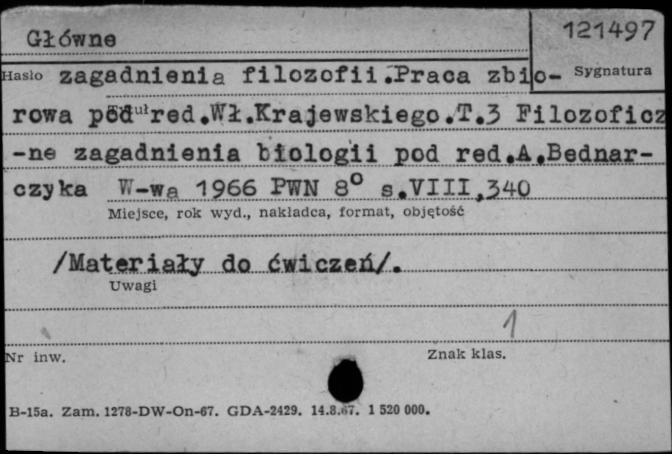 Główne
121497
Sygnatura
Hasło zagadnienia filozofii.Praca zbio-
rowa pod red.Wł.Krajewskiego.T.3 Filozoficz
-ne zagadnienia biologii pod red.A.Bednar-
czyka W-wa 1966 PWN 8° s.VIII,340
Miejsce, rok wyd., nakładca, format, objętość
/Materiały do ćwiczeń/.
Uwagi
1
Nr inw. Znak klas.
B-15a. Zam. 1278-DW-On-67. GDA-2429. 14.8.67. 1 520 000.